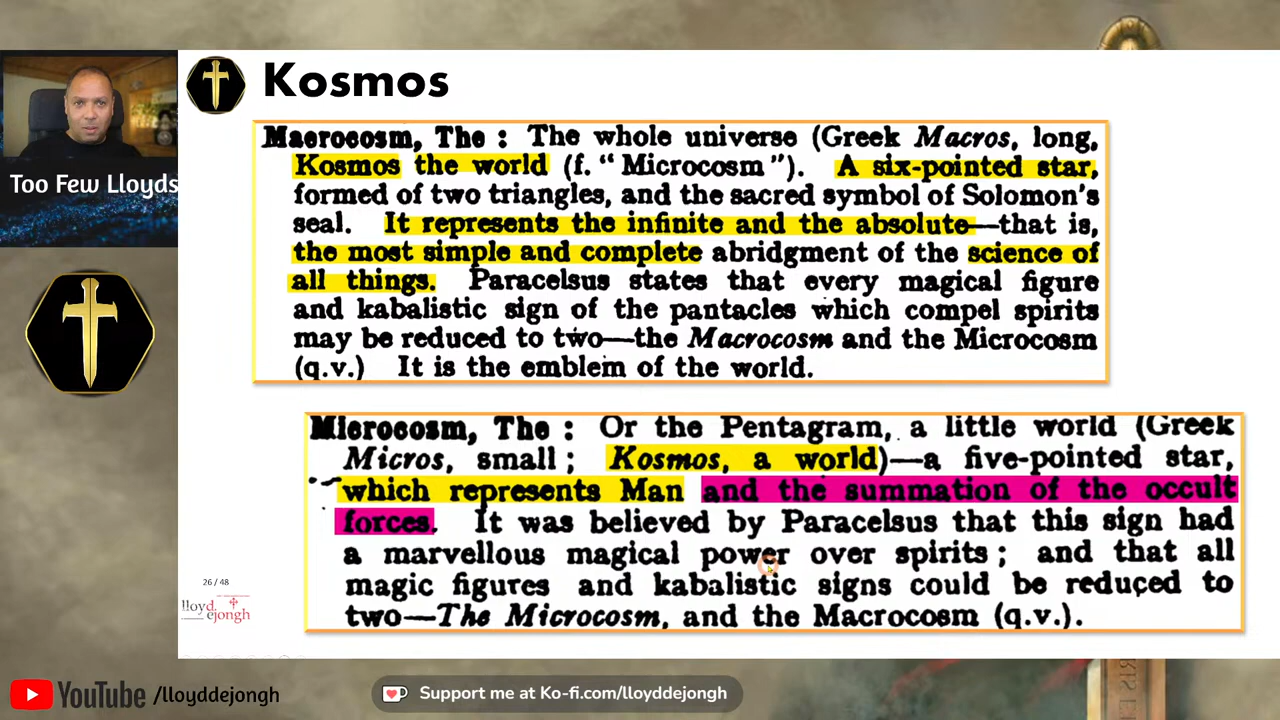 Kosmos
Too Few Lloyds
Macrocosm, The : The whole universe (Greek Macros, long,
Kosmos the world (f. “ Microcosm ”). A six-pointed star,
formed of two triangles, and the sacred symbol of Solomon's
seal. It represents the infinite and the absolute—that is,
the most simple and complete abridgment of the science of
all things. Paracelsus states that every magical figure
and kabalistic sign of the pantacles which compel spirits
may be reduced to two—the Macrocosm and the Microcosm
(q.v.) It is the emblem of the world.
Microcosm, The : Or the Pentagram, a little world (Greek
Micros, small ; Kosmos, a world)—a five-pointed star,
which represents Man and the summation of the occult
forces. It was believed by Paracelsus that this sign had
a marvellous magical power over spirits ; and that all
magic figures and kabalistic signs could be reduced to
two—The Microcosm, and the Macrocosm (q.v.).
26 / 48
lloyd
ejongh
YouTube /lloyddejongh
Support me at Ko-fi.com/lloyddejongh